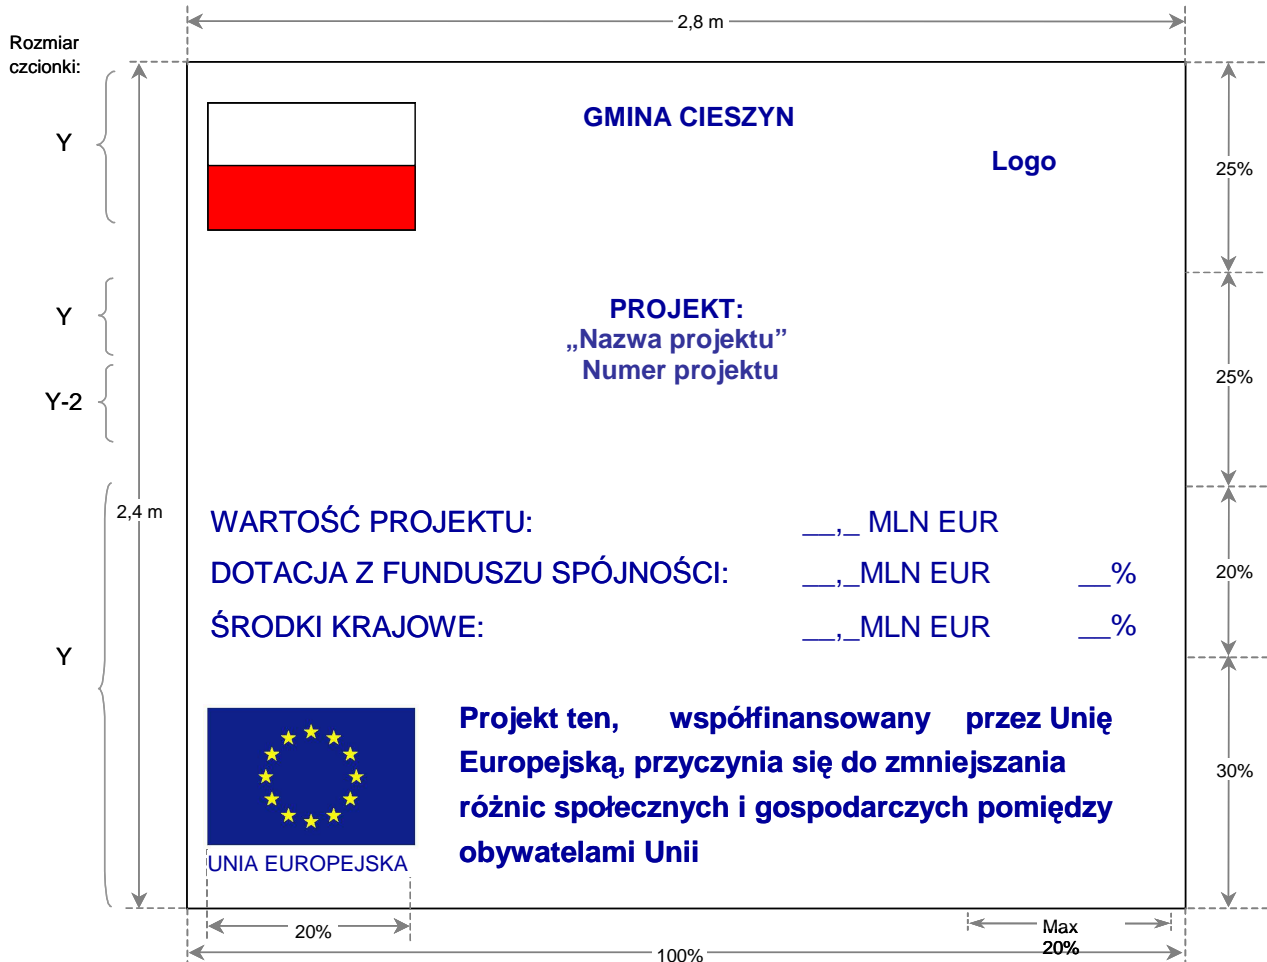 2,8 m
Rozmiar
czcionki:
Y
GMINA CIESZYN
Logo
25%
Y
PROJEKT:
„Nazwa projektu”
Numer projektu
25%
Y-2
2,4 m
WARTOŚĆ PROJEKTU: __,_ MLN EUR
DOTACJA Z FUNDUSZU SPÓJNOŚCI: __,_MLN EUR __%
20%
ŚRODKI KRAJOWE: __,_MLN EUR __%
Y
Projekt ten, współfinansowany przez Unię
Europejską, przyczynia się do zmniejszania
różnic społecznych i gospodarczych pomiędzy
obywatelami Unii
30%
UNIA EUROPEJSKA
20%
Max
20%
100%